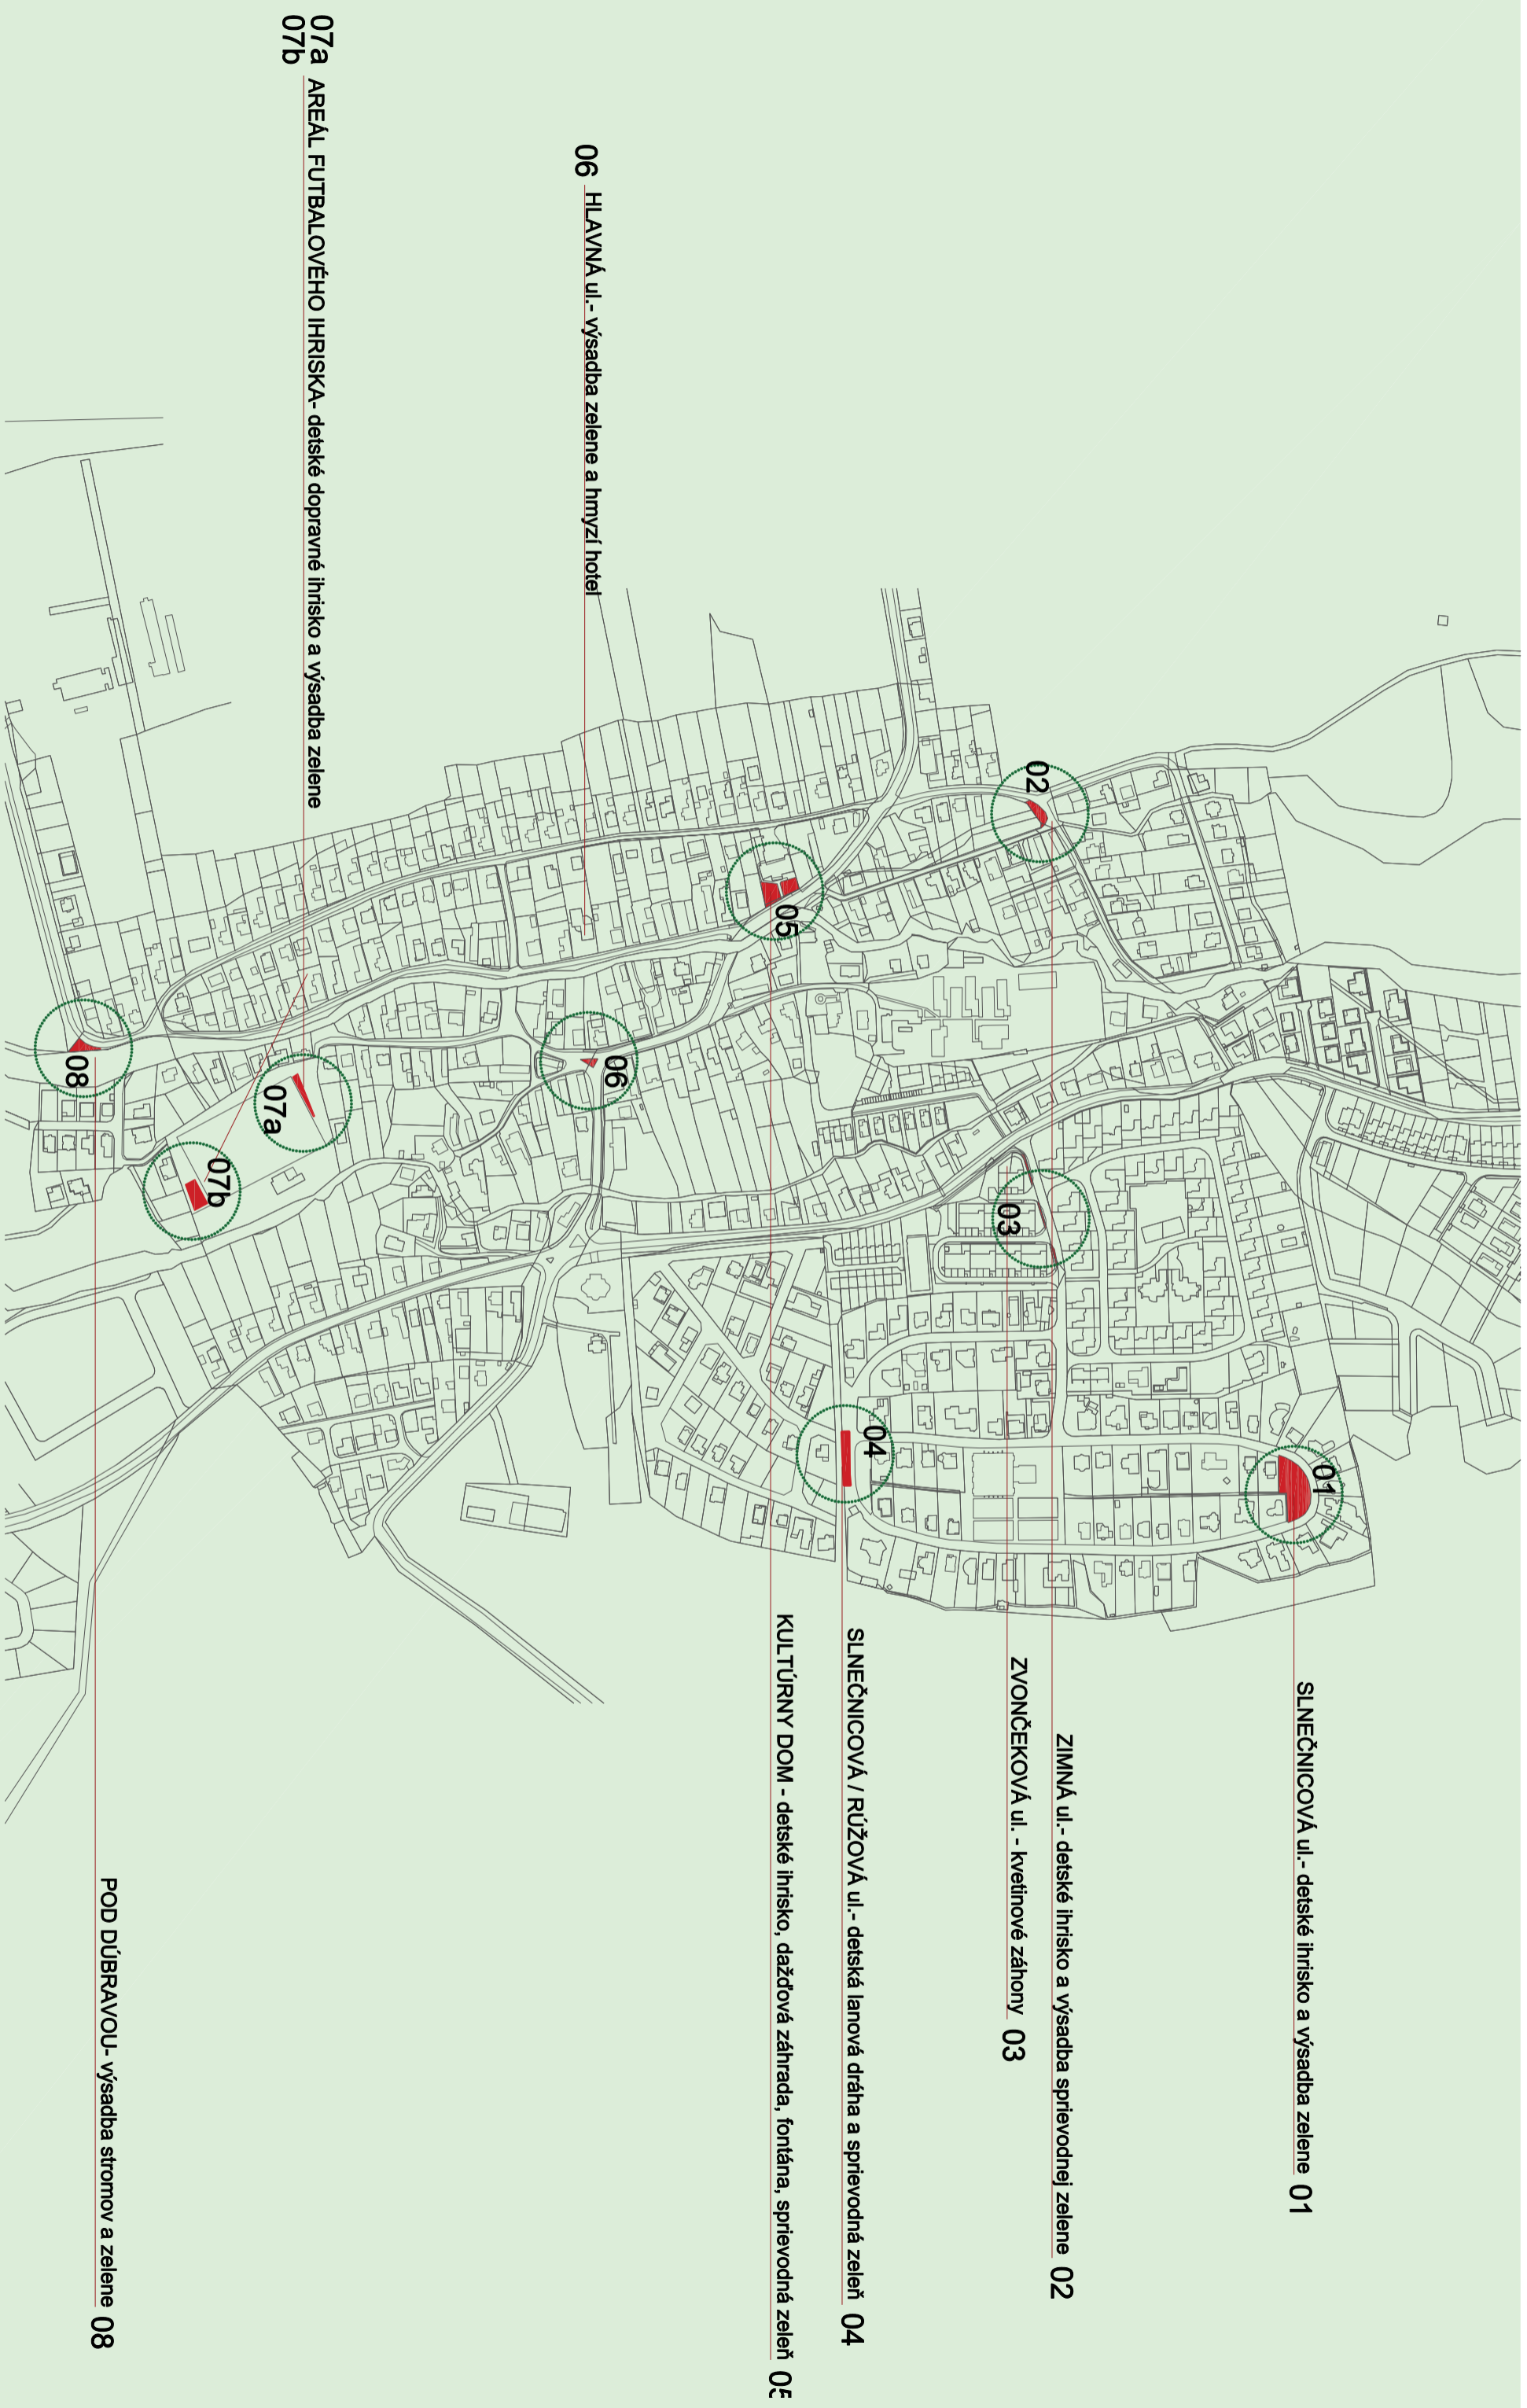 SLNEČNICOVÁ ul.- detské ihrisko a výsadba zelene 01
ZIMNÁ ul.- detské ihrisko a výsadba sprievodnej zelene 02
ZVONČEKOVÁ ul. - kvetinové záhony 03
SLNEČNICOVÁ / RÚŽOVÁ ul.- detská lanová dráha a sprievodná zeleň 04
KULTÚRNY DOM - detské ihrisko, dažďová záhrada, fontána, sprievodná zeleň 05
06 HLAVNÁ ul.- výsadba zelene a hmyzí hotel
07a AREÁL FUTBALOVÉHO IHRISKA- detské dopravné ihrisko a výsadba zelene
07b
POD DÚBRAVOU- výsadba stromov a zelene 08
01
02
03
04
05
06
07a
07b
08